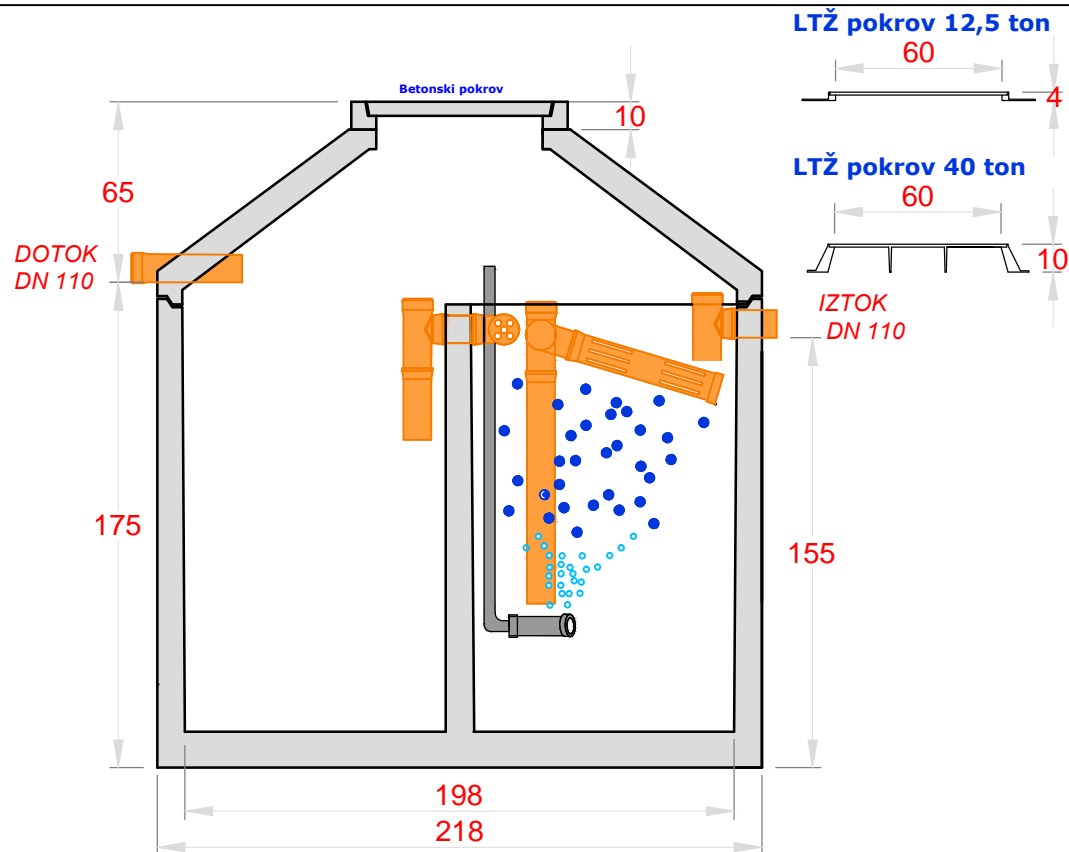 LTŽ pokrov 12,5 ton
60
4
Betonski pokrov
10
65
LTŽ pokrov 40 ton
60
10
DOTOK
DN 110
IZTOK
DN 110
175
155
198
218